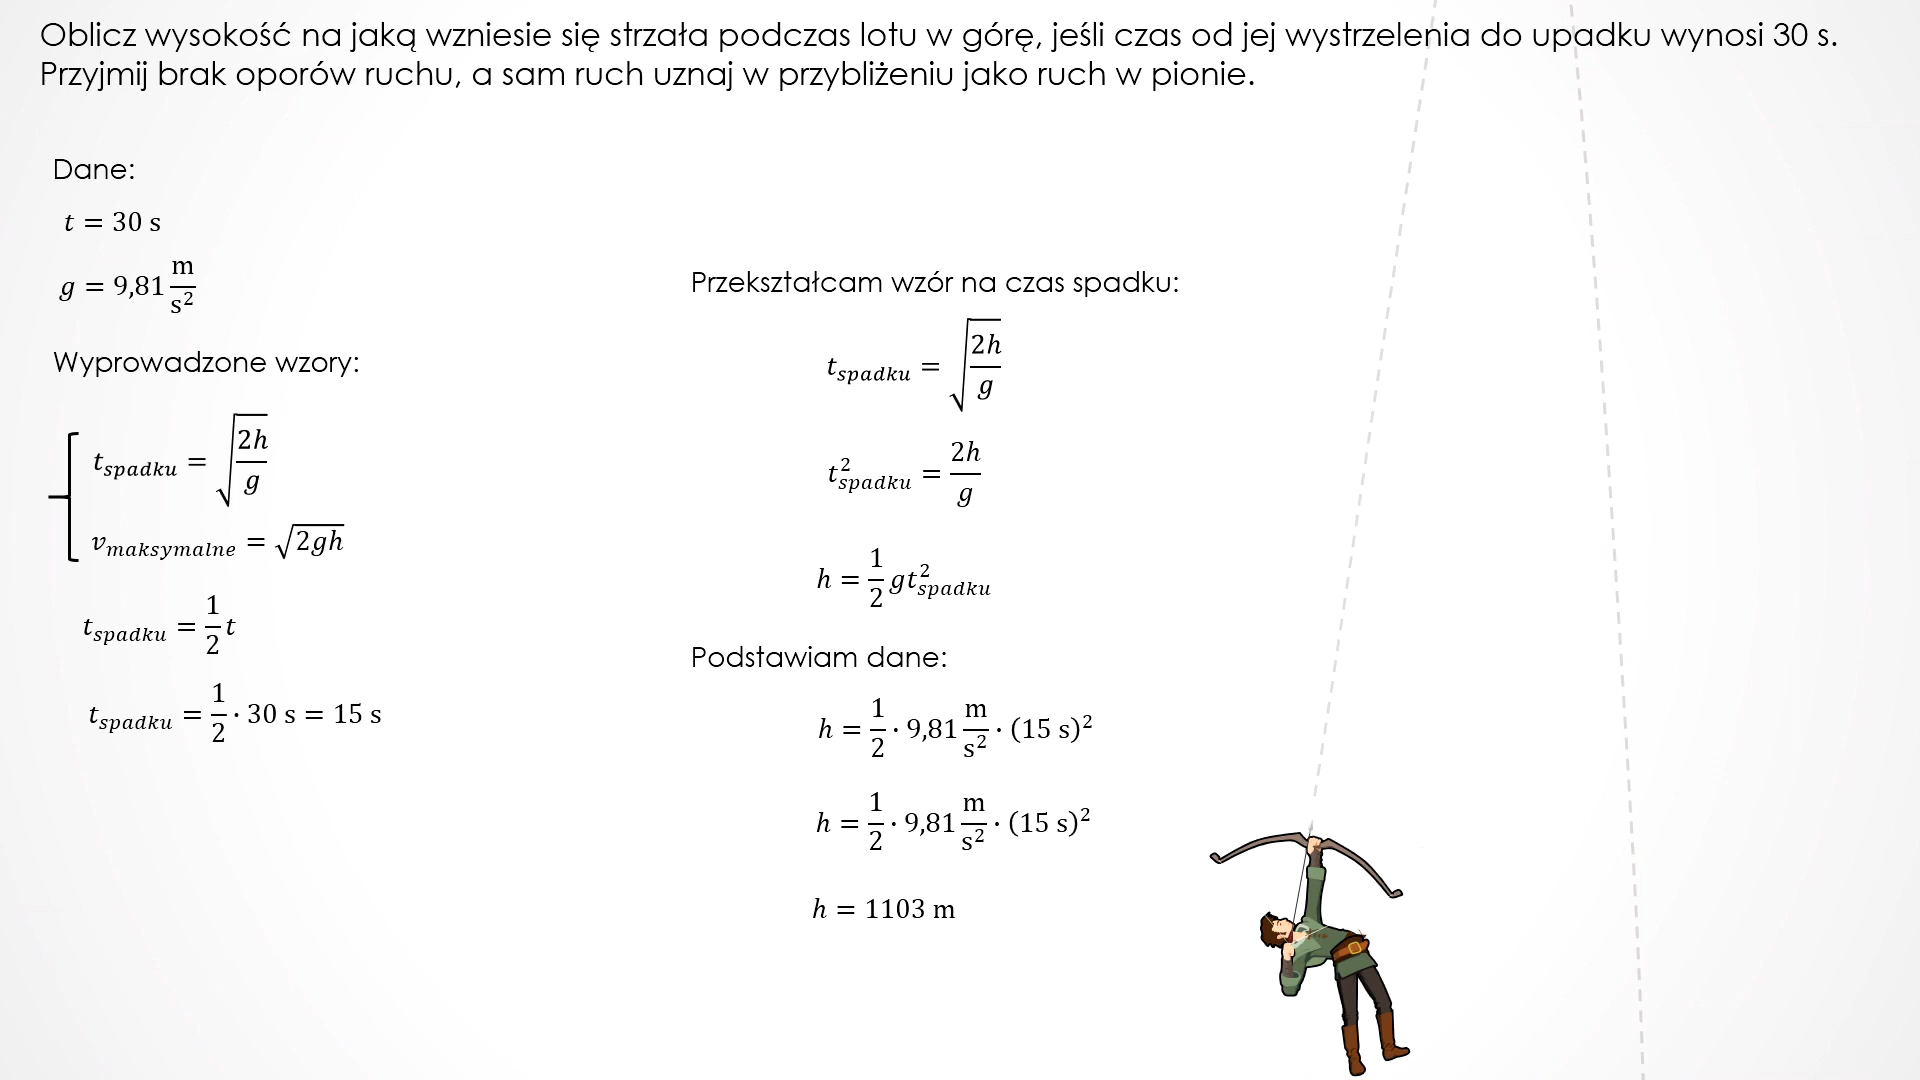 Oblicz wysokość na jaką wzniesie się strzała podczas lotu w górę, jeśli czas od jej wystrzelenia do upadku wynosi 30 s.
Przyjmij brak oporów ruchu, a sam ruch uznaj w przybliżeniu jako ruch w pionie.
Dane:
t = 30 s
g = 9,81 m/s²
Wyprowadzone wzory:
t_spadku = √(2h/g)
v_maksymalne = √(2gh)
t_spadku = 1/2 t
t_spadku = 1/2 · 30 s = 15 s
Przekształcam wzór na czas spadku:
t_spadku = √(2h/g)
t²_spadku = 2h/g
h = 1/2 gt²_spadku
Podstawiam dane:
h = 1/2 · 9,81 m/s² · (15 s)²
h = 1/2 · 9,81 m/s² · (15 s)²
h = 1103 m